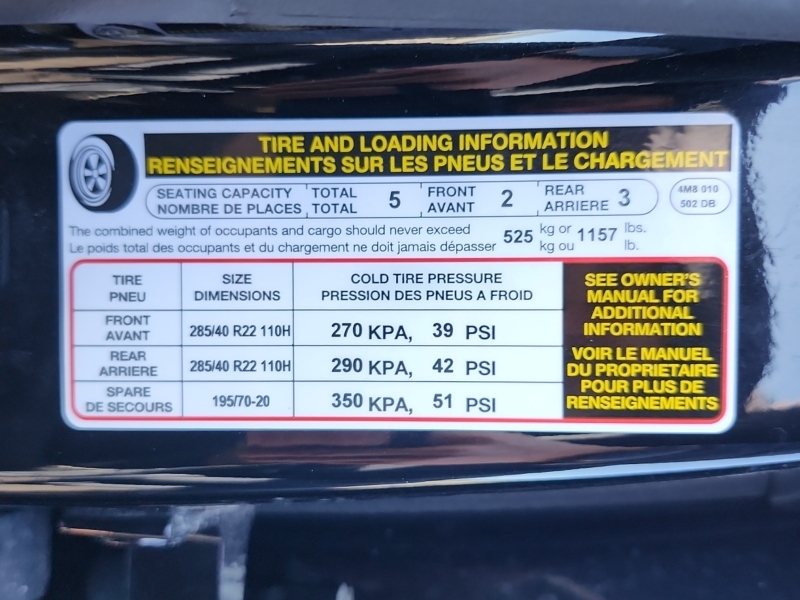 TIRE AND LOADING INFORMATION
RENSEIGNEMENTS SUR LES PNEUS ET LE CHARGEMENT
SEATING CAPACITY TOTAL 5 FRONT 2 REAR 3
NOMBRE DE PLACES TOTAL AVANT ARRIERE
4M8 010
502 DB
The combined weight of occupants and cargo should never exceed 525 kg or 1157 lbs.
Le poids total des occupants et du chargement ne doit jamais dépasser kg ou lb.
TIRE SIZE COLD TIRE PRESSURE
PNEU DIMENSIONS PRESSION DES PNEUS A FROID
FRONT
AVANT 285/40 R22 110H 270 KPA, 39 PSI
REAR
ARRIERE 285/40 R22 110H 290 KPA, 42 PSI
SPARE
DE SECOURS 195/70-20 350 KPA, 51 PSI
SEE OWNER'S
MANUAL FOR
ADDITIONAL
INFORMATION
VOIR LE MANUEL
DU PROPRIETAIRE
POUR PLUS DE
RENSEIGNEMENTS